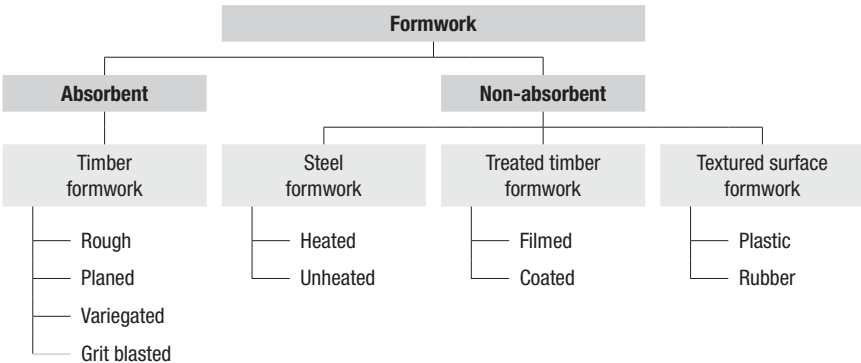 Formwork
Absorbent
Non-absorbent
Timber
formwork
Steel
formwork
Treated timber
formwork
Textured surface
formwork
Rough
Planed
Variegated
Grit blasted
Heated
Unheated
Filmed
Coated
Plastic
Rubber